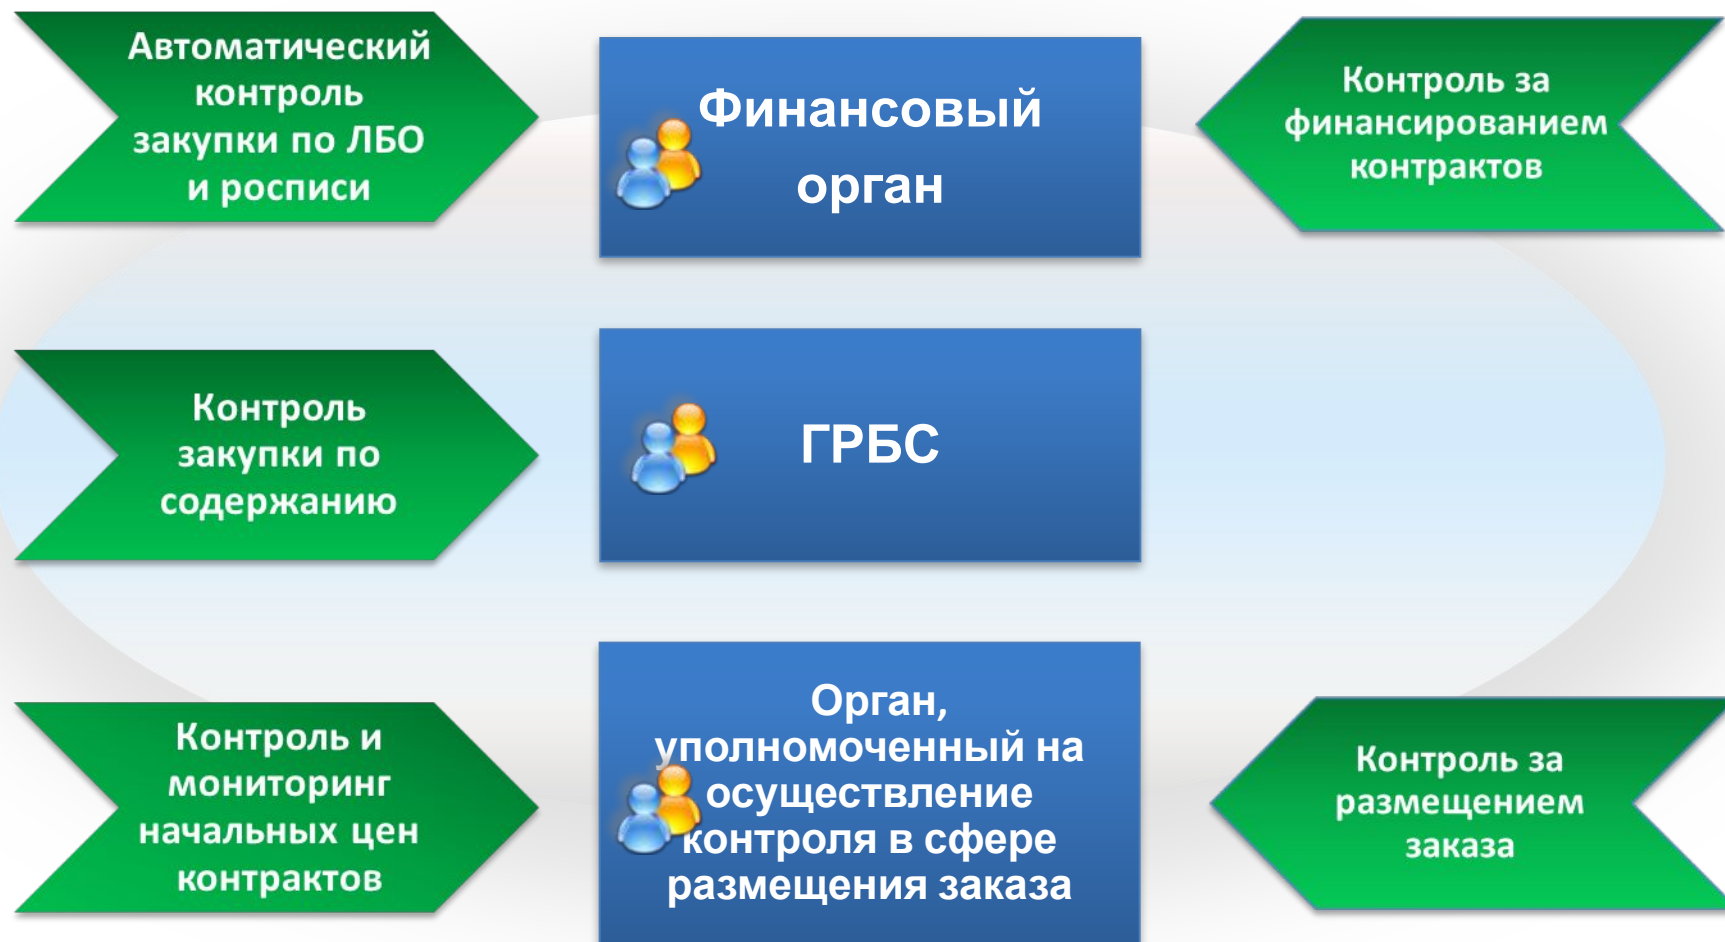 Автоматический
контроль
закупки по ЛБО
и росписи
Финансовый
орган
Контроль за
финансированием
контрактов
Контроль
закупки по
содержанию
ГРБС
Контроль и
мониторинг
начальных цен
контрактов
Орган,
уполномоченный на
осуществление
контроля в сфере
размещения заказа
Контроль за
размещением
заказа